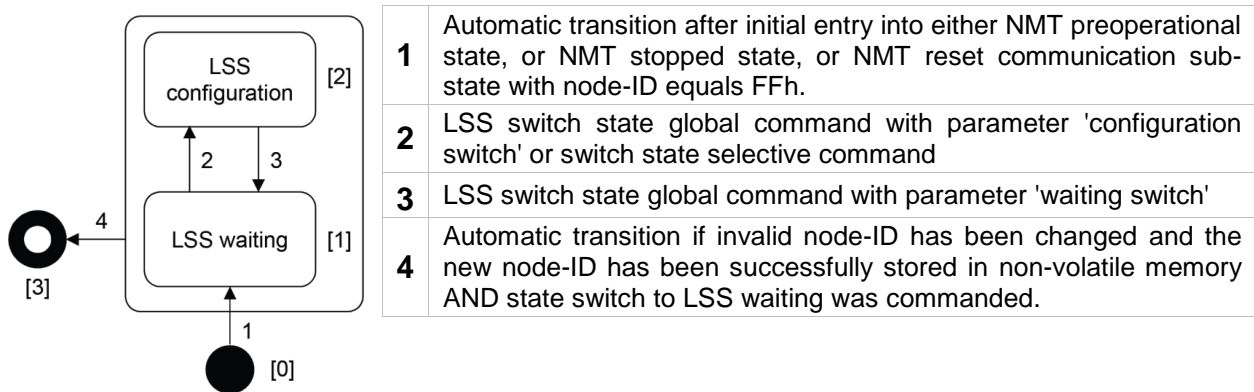 LSS
configuration
[2]
2
3
4
LSS waiting
[1]
[3]
1
[0]
1
Automatic transition after initial entry into either NMT preoperational
state, or NMT stopped state, or NMT reset communication sub-
state with node-ID equals FFh.
2
LSS switch state global command with parameter 'configuration
switch' or switch state selective command
3
LSS switch state global command with parameter 'waiting switch'
4
Automatic transition if invalid node-ID has been changed and the
new node-ID has been successfully stored in non-volatile memory
AND state switch to LSS waiting was commanded.